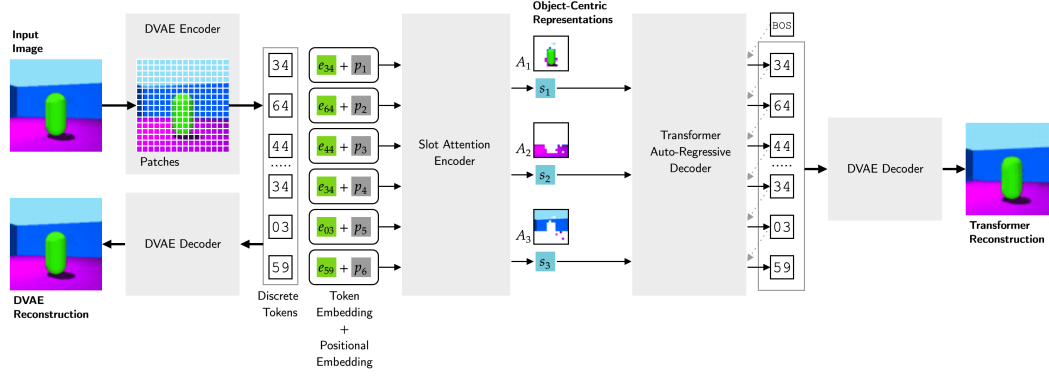 Input
Image
DVAE Encoder
Patches
DVAE Decoder
DVAE
Reconstruction
34
64
44
.....
34
03
59
Discrete
Tokens
e34 + p1
e64 + p2
e44 + p3
e34 + p4
e03 + p5
e59 + p6
Token
Embedding
+
Positional
Embedding
Slot Attention
Encoder
Object-Centric
Representations
A1
s1
A2
s2
A3
s3
Transformer
Auto-Regressive
Decoder
BOS
34
64
44
.....
34
03
59
DVAE Decoder
Transformer
Reconstruction